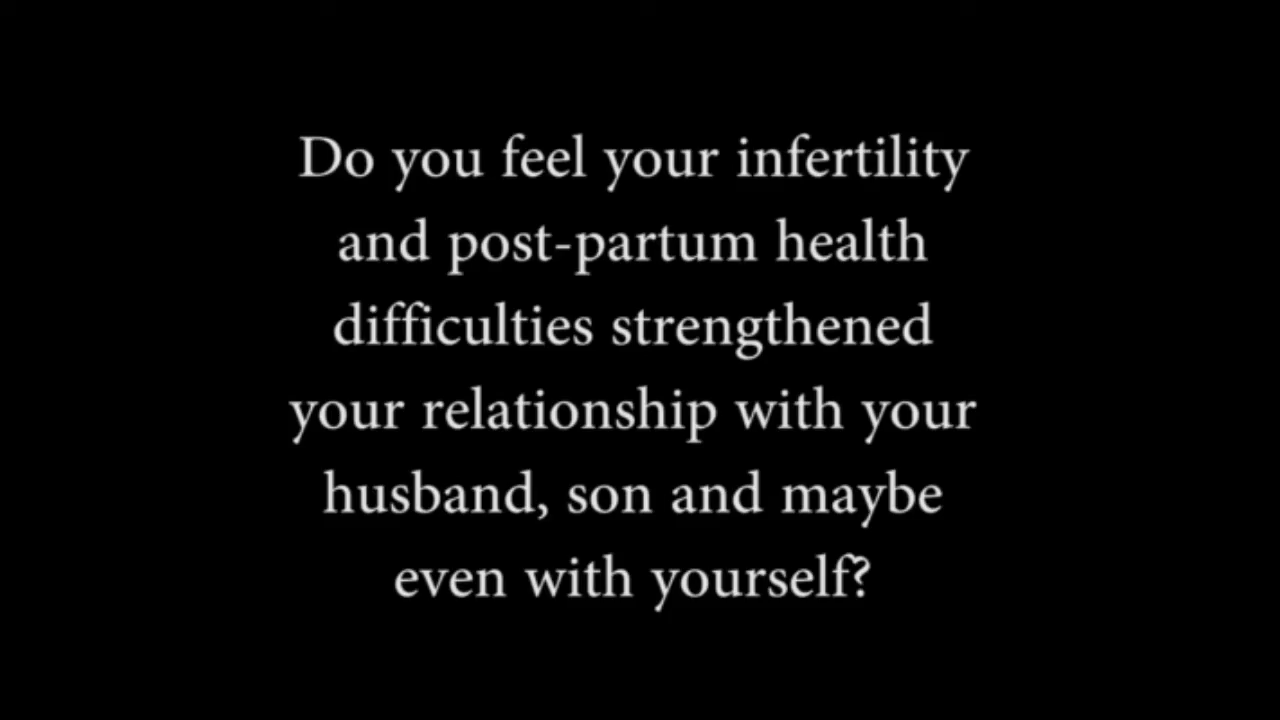 Do you feel your infertility
and post-partum health
difficulties strengthened
your relationship with your
husband, son and maybe
even with yourself?